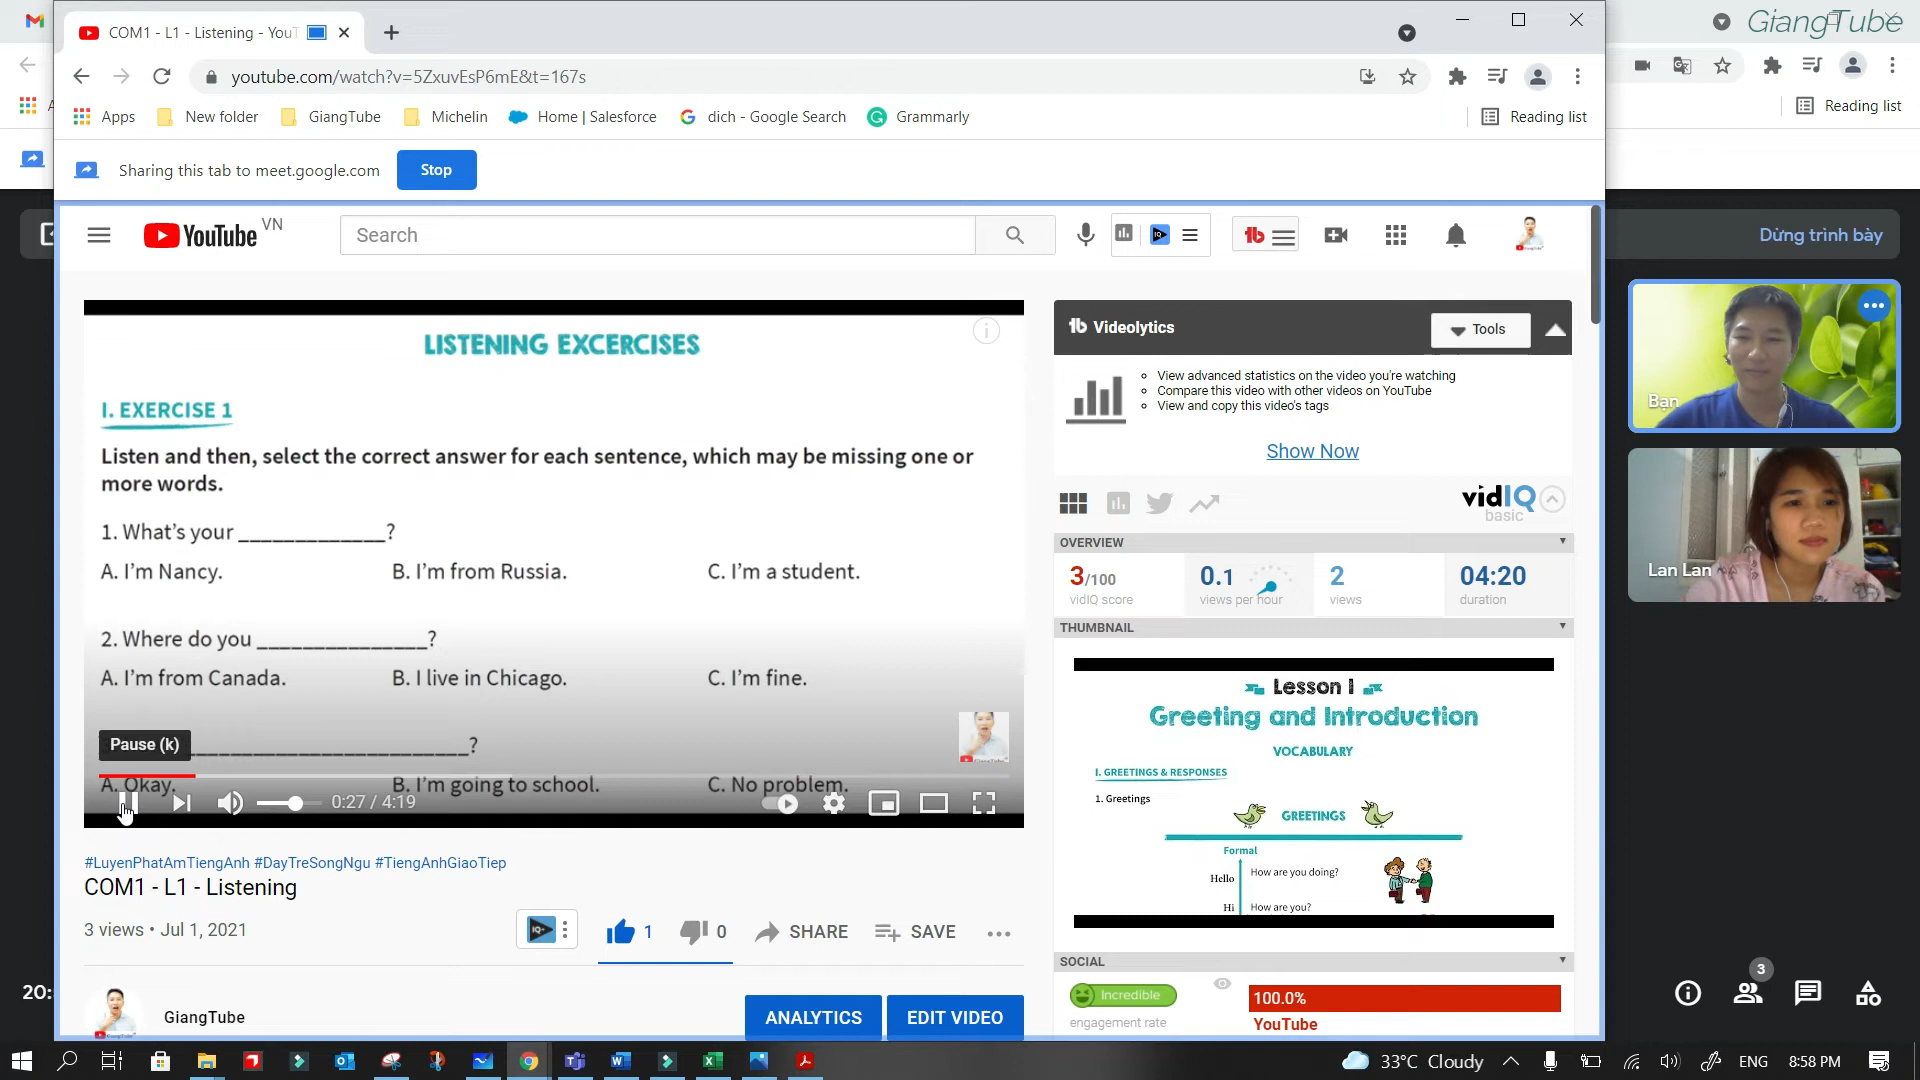 GiangTube
COM1 - L1 - Listening - YouT
youtube.com/watch?v=5ZxuvEsP6mE&t=167s
Apps
New folder
GiangTube
Michelin
Home | Salesforce
dich - Google Search
Grammarly
Reading list
Reading list
Sharing this tab to meet.google.com
Stop
YouTube VN
Search
Dừng trình bày
LISTENING EXCERCISES
I. EXERCISE 1
Listen and then, select the correct answer for each sentence, which may be missing one or
more words.
1. What's your _____________?
A. I'm Nancy. B. I'm from Russia. C. I'm a student.
2. Where do you _______________?
A. I'm from Canada. B. I live in Chicago. C. I'm fine.
Pause (k) _________________________?
A. Okay. B. I'm going to school. C. No problem.
0:27 / 4:19
#LuyenPhatAmTiengAnh #DayTreSongNgu #TiengAnhGiaoTiep
COM1 - L1 - Listening
3 views • Jul 1, 2021
1
0
SHARE
SAVE
GiangTube
ANALYTICS
EDIT VIDEO
Videolytics
Tools
View advanced statistics on the video you're watching
Compare this video with other videos on YouTube
View and copy this video's tags
Show Now
vidIQ
basic
OVERVIEW
3/100
vidIQ score
0.1
views per hour
2
views
04:20
duration
THUMBNAIL
Lesson 1
Greeting and Introduction
VOCABULARY
I. GREETINGS & RESPONSES
1. Greetings
GREETINGS
Formal
Hello
How are you doing?
Hi
How are you?
SOCIAL
Incredible
engagement rate
100.0%
YouTube
Bạn
Lan Lan
3
20:
33°C Cloudy
ENG
8:58 PM